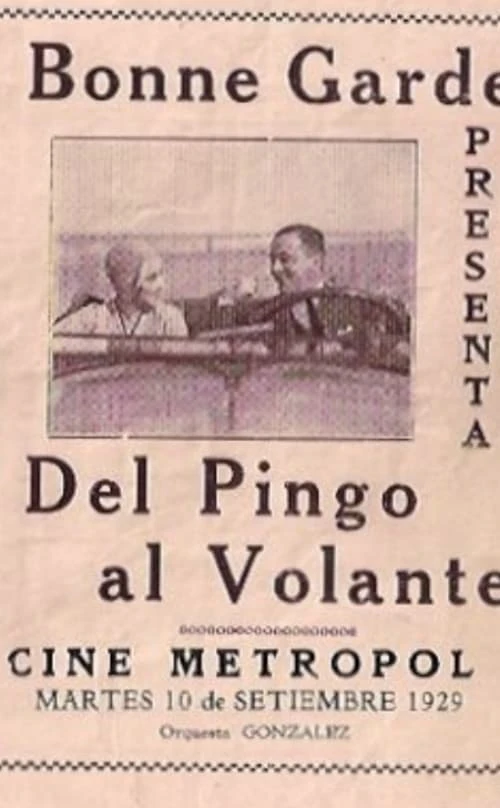 Bonne Garde
PRESENTA
Del Pingo
al Volante
CINE METROPOL
MARTES 10 de SETIEMBRE 1929
Orquesta GONZALEZ